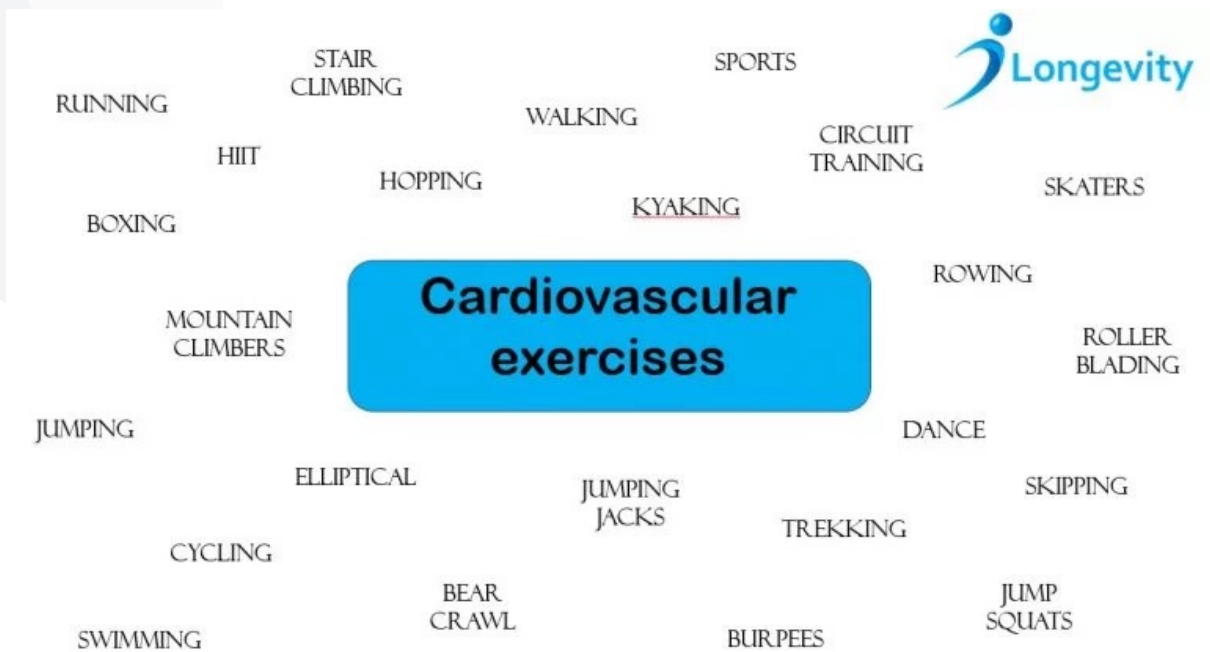 STAIR
CLIMBING
SPORTS
Longevity
RUNNING
WALKING
CIRCUIT
TRAINING
HIIT
HOPPING
SKATERS
KYAKING
BOXING
ROWING
Cardiovascular
exercises
MOUNTAIN
CLIMBERS
ROLLER
BLADING
JUMPING
DANCE
ELLIPTICAL
JUMPING
JACKS
SKIPPING
TREKKING
CYCLING
BEAR
CRAWL
JUMP
SQUATS
SWIMMING
BURPEES